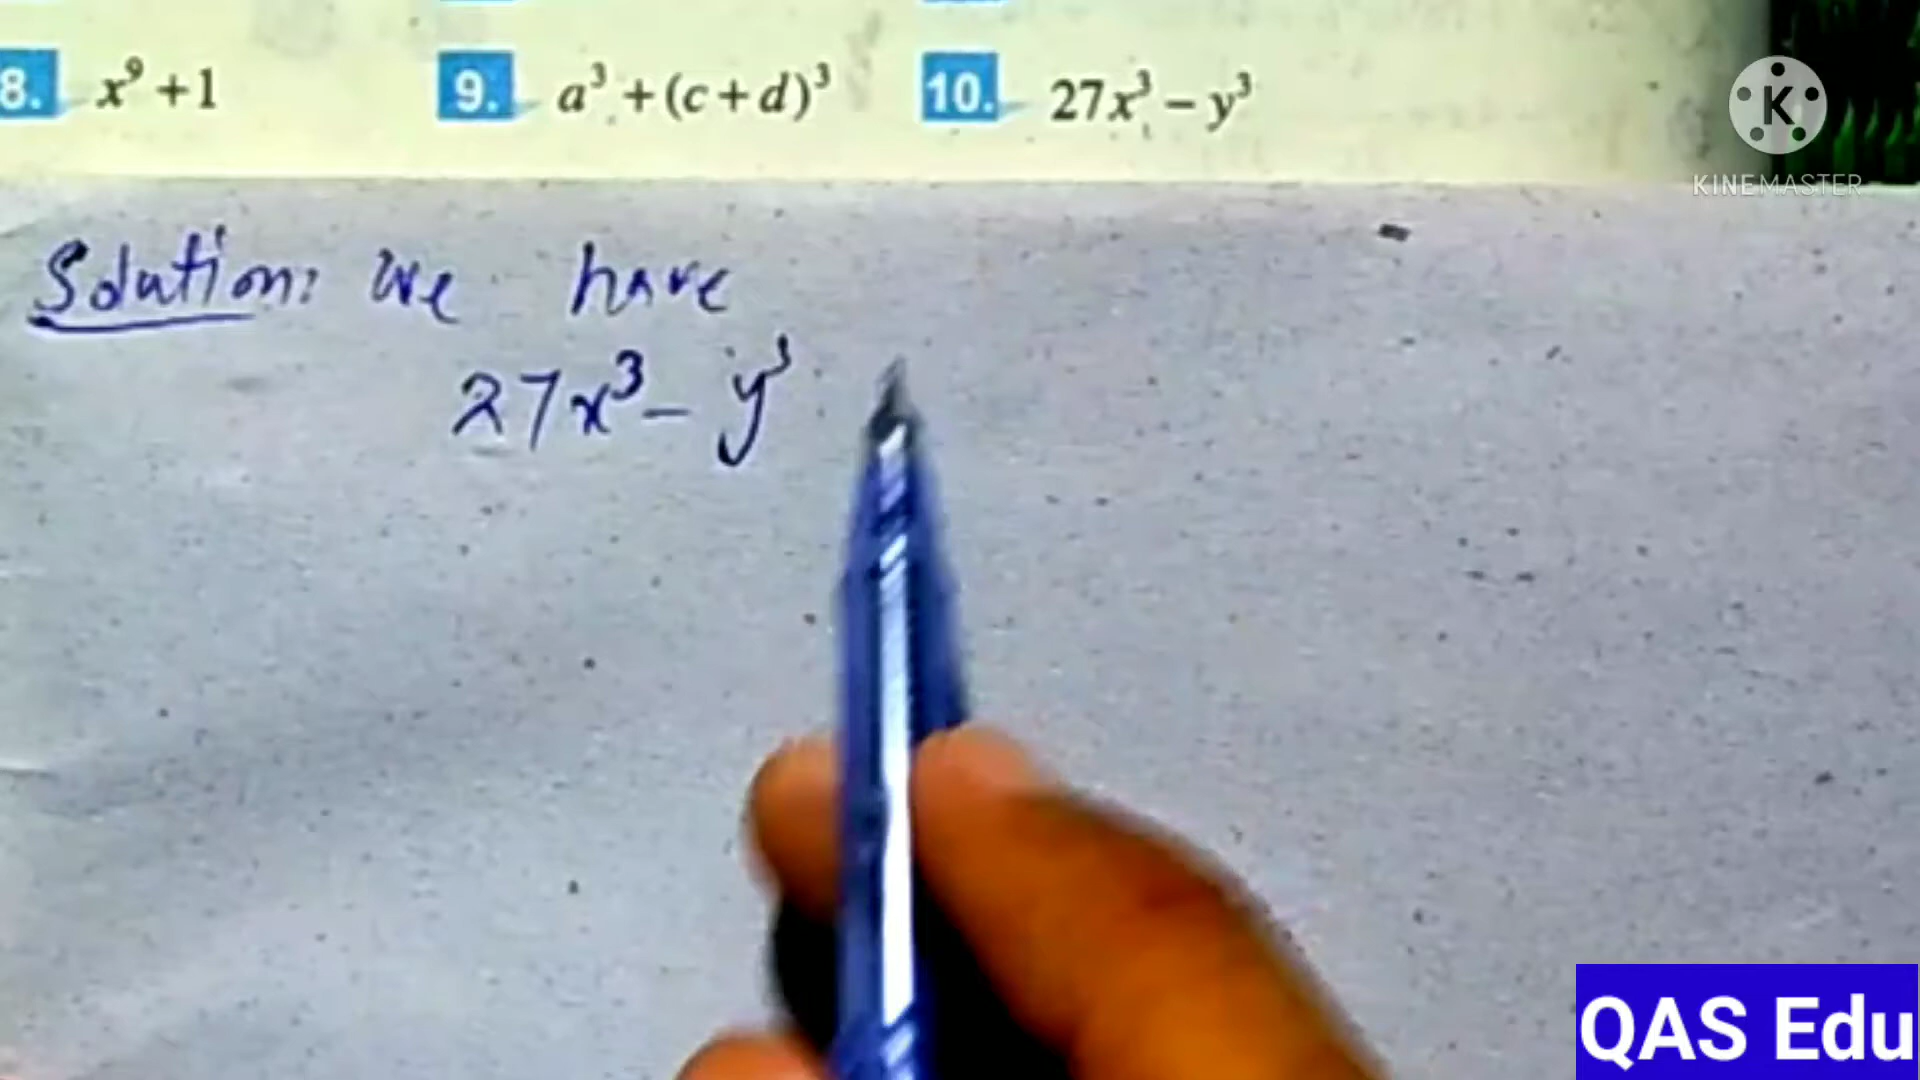 8. x⁹ + 1 9. a³ + (c + d)³ 10. 27x³ − y³
K
KINEMASTER
Solution: we have
27x³ − y³
QAS Edu